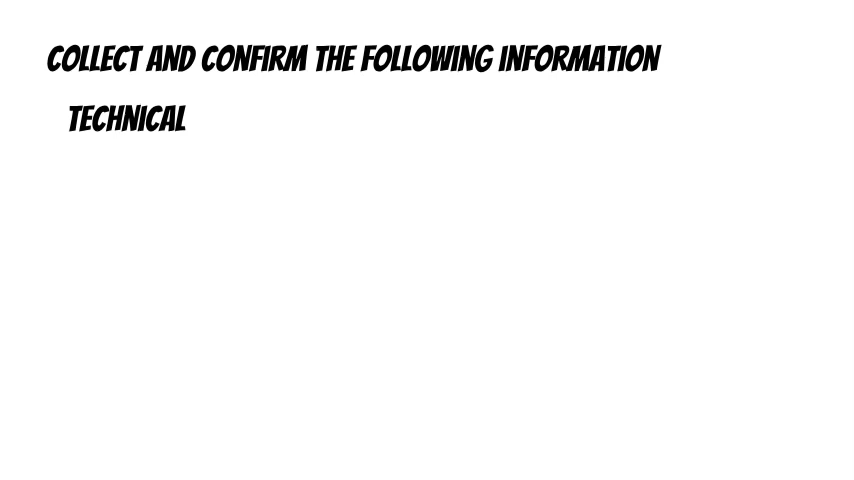 COLLECT AND CONFIRM THE FOLLOWING INFORMATION
TECHNICAL